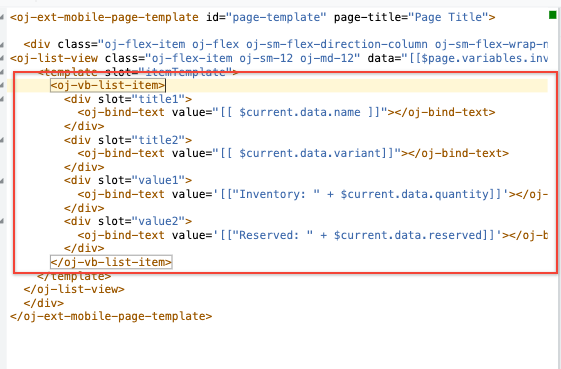 <oj-ext-mobile-page-template id="page-template" page-title="Page Title">
<div class="oj-flex-item oj-flex oj-sm-flex-direction-column oj-sm-flex-wrap-n
<oj-list-view class="oj-flex-item oj-sm-12 oj-md-12" data="[[$page.variables.inv
<template slot="itemTemplate">
<oj-vb-list-item>
<div slot="title1">
<oj-bind-text value="[[ $current.data.name ]]"></oj-bind-text>
</div>
<div slot="title2">
<oj-bind-text value="[[ $current.data.variant]]"></oj-bind-text>
</div>
<div slot="value1">
<oj-bind-text value='[["Inventory: " + $current.data.quantity]]'></oj-
</div>
<div slot="value2">
<oj-bind-text value='[["Reserved: " + $current.data.reserved]]'></oj-b
</div>
</oj-vb-list-item>
</template>
</oj-list-view>
</div>
</oj-ext-mobile-page-template>